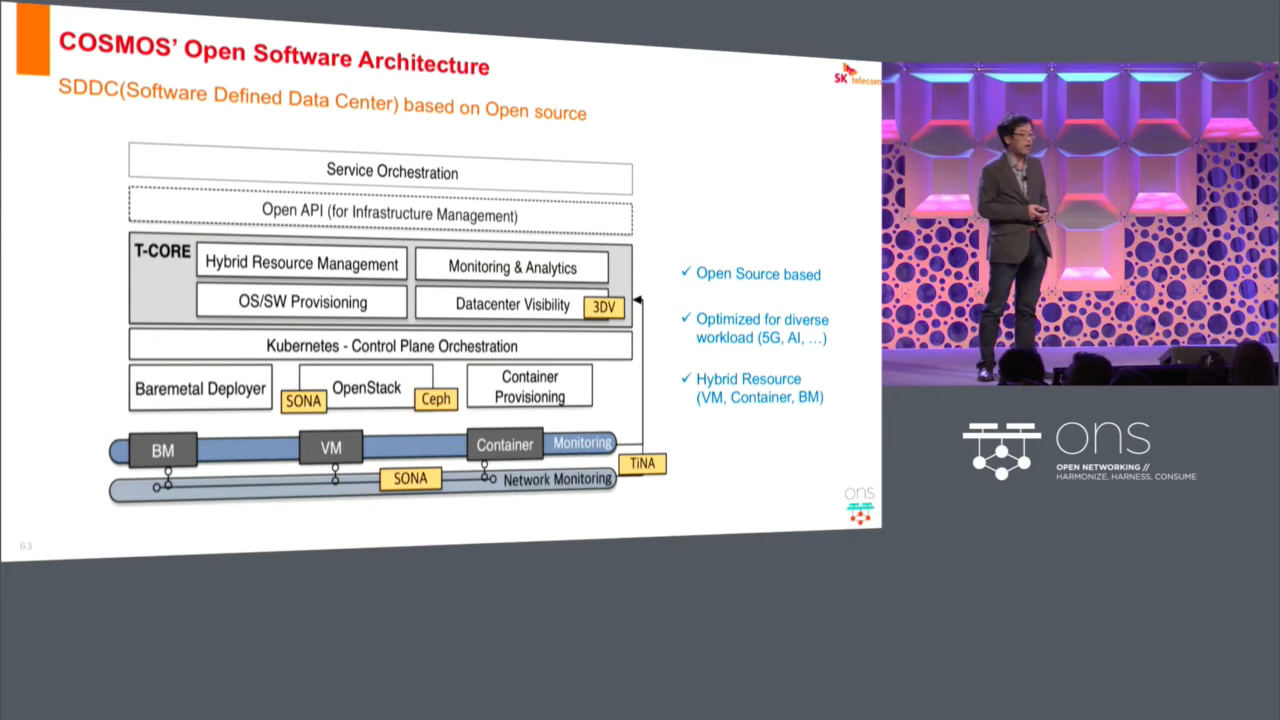 COSMOS' Open Software Architecture
SDDC(Software Defined Data Center) based on Open source
SK telecom
Service Orchestration
Open API (for Infrastructure Management)
T-CORE
Hybrid Resource Management
Monitoring & Analytics
OS/SW Provisioning
Datacenter Visibility
3DV
Kubernetes - Control Plane Orchestration
Baremetal Deployer
SONA
OpenStack
Ceph
Container
Provisioning
BM
VM
Container
Monitoring
TiNA
SONA
Network Monitoring
✓ Open Source based
✓ Optimized for diverse
workload (5G, AI, …)
✓ Hybrid Resource
(VM, Container, BM)
ons
63
ons
OPEN NETWORKING //
HARMONIZE, HARNESS, CONSUME